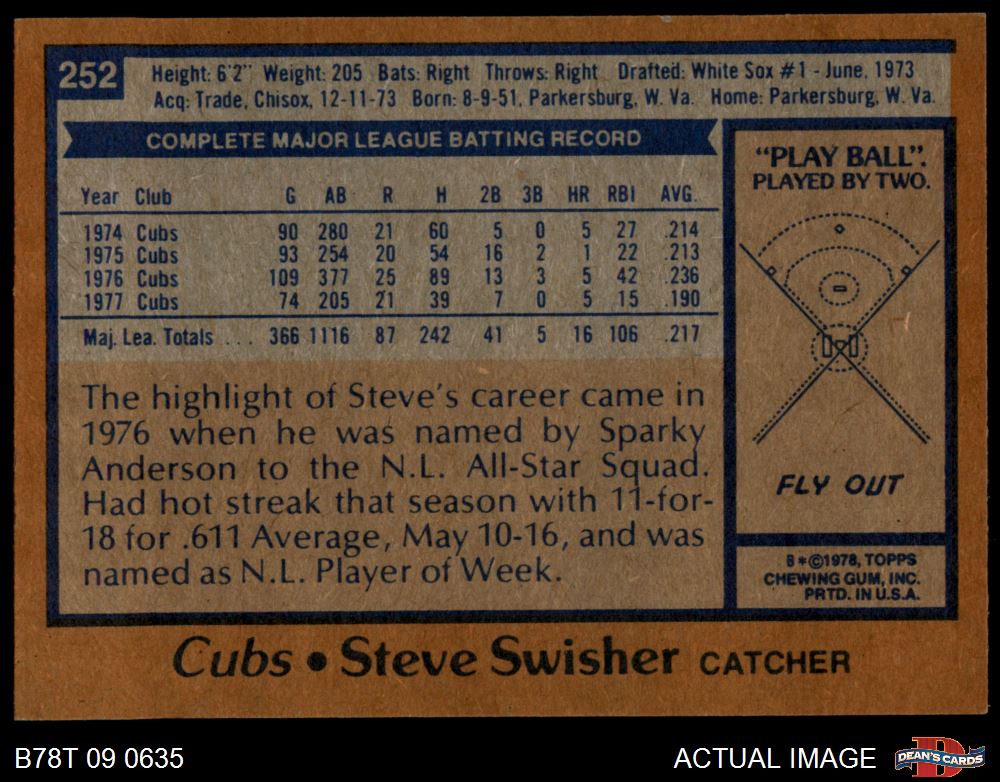 252
Height: 6'2" Weight: 205 Bats: Right Throws: Right Drafted: White Sox #1 - June, 1973
Acq: Trade, Chisox, 12-11-73 Born: 8-9-51, Parkersburg, W. Va. Home: Parkersburg, W. Va.
COMPLETE MAJOR LEAGUE BATTING RECORD
Year Club G AB R H 2B 3B HR RBI AVG.
1974 Cubs 90 280 21 60 5 0 5 27 .214
1975 Cubs 93 254 20 54 16 2 1 22 .213
1976 Cubs 109 377 25 89 13 3 5 42 .236
1977 Cubs 74 205 21 39 7 0 5 15 .190
Maj. Lea. Totals . . . 366 1116 87 242 41 5 16 106 .217
The highlight of Steve's career came in
1976 when he was named by Sparky
Anderson to the N.L. All-Star Squad.
Had hot streak that season with 11-for-
18 for .611 Average, May 10-16, and was
named as N.L. Player of Week.
"PLAY BALL".
PLAYED BY TWO.
FLY OUT
B*©1978, TOPPS
CHEWING GUM, INC.
PRTD. IN U.S.A.
Cubs • Steve Swisher CATCHER
B78T 09 0635
ACTUAL IMAGE
D
DEAN'S CARDS